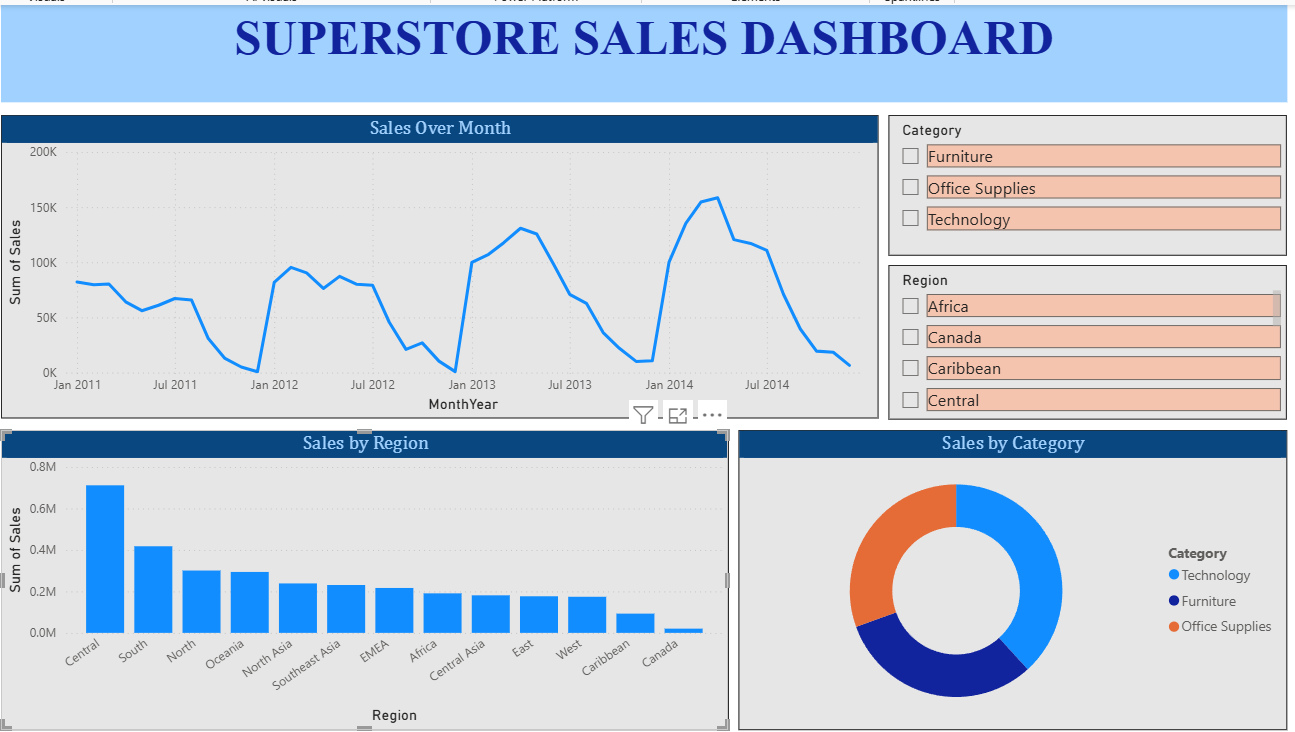 SUPERSTORE SALES DASHBOARD
Sales Over Month
200K
150K
100K
50K
0K
Sum of Sales
Jan 2011
Jul 2011
Jan 2012
Jul 2012
Jan 2013
Jul 2013
Jan 2014
Jul 2014
MonthYear
Category
Furniture
Office Supplies
Technology
Region
Africa
Canada
Caribbean
Central
Sales by Region
0.8M
0.6M
0.4M
0.2M
0.0M
Sum of Sales
Central
South
North
Oceania
North Asia
Southeast Asia
EMEA
Africa
Central Asia
East
West
Caribbean
Canada
Region
Sales by Category
Category
Technology
Furniture
Office Supplies